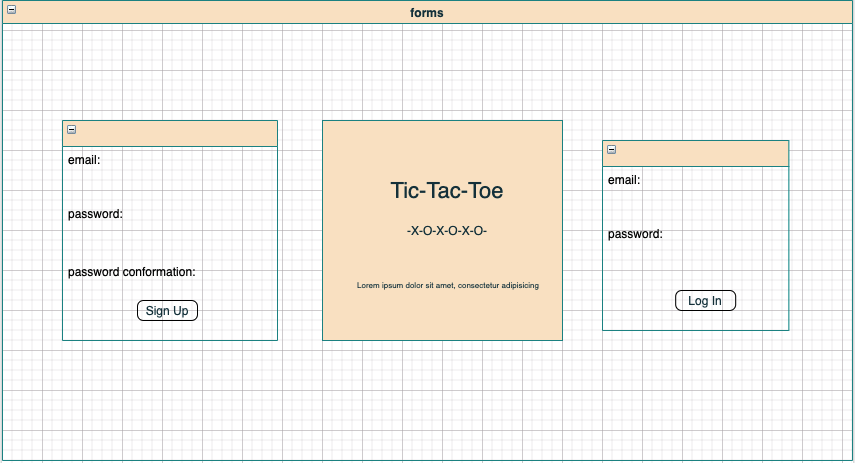 forms
email:
password:
password conformation:
Sign Up
Tic-Tac-Toe
-X-O-X-O-X-O-
Lorem ipsum dolor sit amet, consectetur adipisicing
email:
password:
Log In